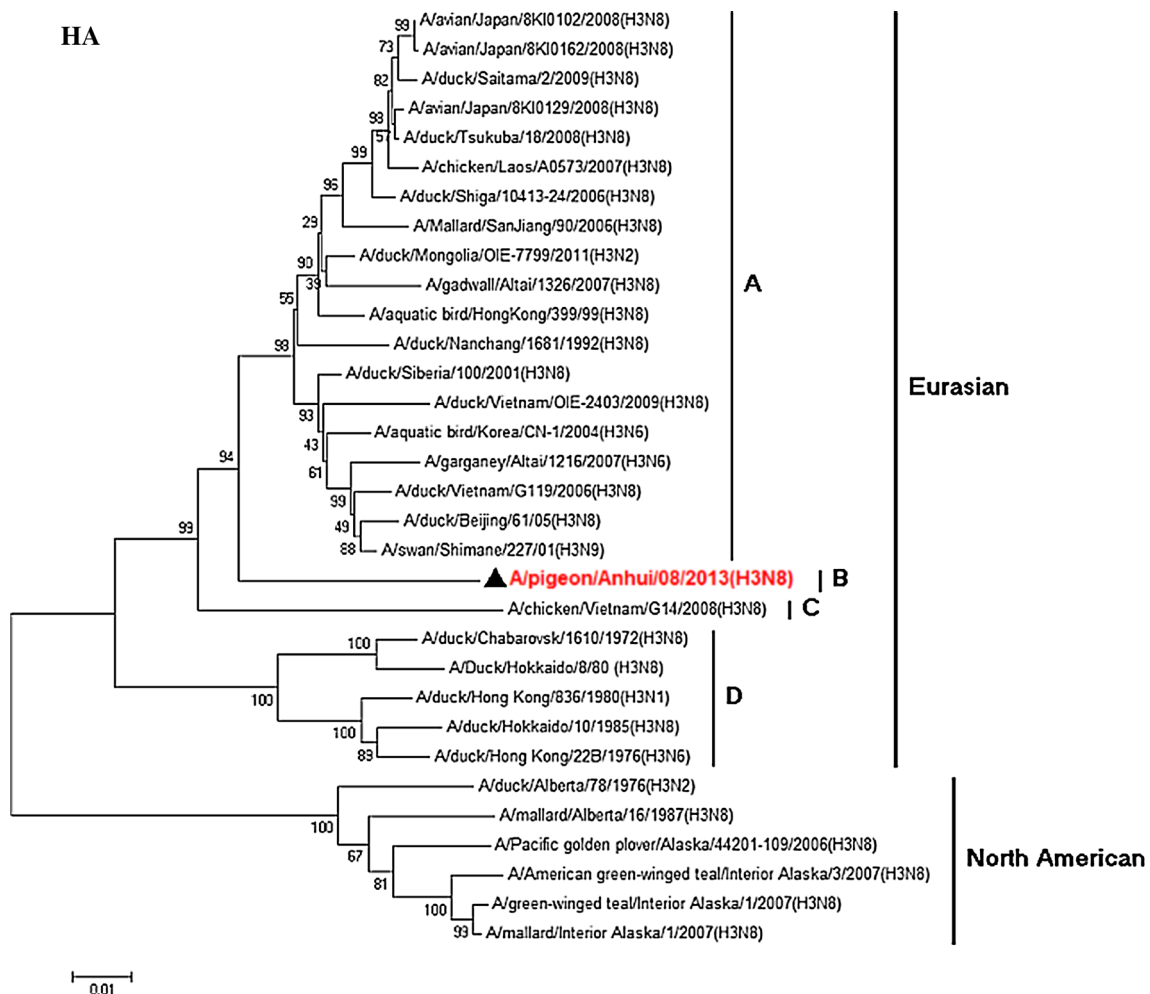 HA
A/avian/Japan/8KI0102/2008(H3N8)
A/avian/Japan/8KI0162/2008(H3N8)
A/duck/Saitama/2/2009(H3N8)
A/avian/Japan/8KI0129/2008(H3N8)
A/duck/Tsukuba/18/2008(H3N8)
A/chicken/Laos/A0573/2007(H3N8)
A/duck/Shiga/10413-24/2006(H3N8)
A/Mallard/SanJiang/90/2006(H3N8)
A/duck/Mongolia/OIE-7799/2011(H3N2)
A/gadwall/Altai/1326/2007(H3N8)
A/aquatic bird/HongKong/399/99(H3N8)
A/duck/Nanchang/1681/1992(H3N8)
A/duck/Siberia/100/2001(H3N8)
A/duck/Vietnam/OIE-2403/2009(H3N8)
A/aquatic bird/Korea/CN-1/2004(H3N6)
A/garganey/Altai/1216/2007(H3N6)
A/duck/Vietnam/G119/2006(H3N8)
A/duck/Beijing/61/05(H3N8)
A/swan/Shimane/227/01(H3N9)
A/pigeon/Anhui/08/2013(H3N8)
A/chicken/Vietnam/G14/2008(H3N8)
A/duck/Chabarovsk/1610/1972(H3N8)
A/Duck/Hokkaido/8/80 (H3N8)
A/duck/Hong Kong/836/1980(H3N1)
A/duck/Hokkaido/10/1985(H3N8)
A/duck/Hong Kong/22B/1976(H3N6)
A/duck/Alberta/78/1976(H3N2)
A/mallard/Alberta/16/1987(H3N8)
A/Pacific golden plover/Alaska/44201-109/2006(H3N8)
A/American green-winged teal/Interior Alaska/3/2007(H3N8)
A/green-winged teal/Interior Alaska/1/2007(H3N8)
A/mallard/Interior Alaska/1/2007(H3N8)
A
B
C
D
Eurasian
North American
99
73
82
93
57
99
96
29
90
39
55
98
93
43
61
99
49
88
94
99
100
100
100
89
100
67
81
100
99
0.01